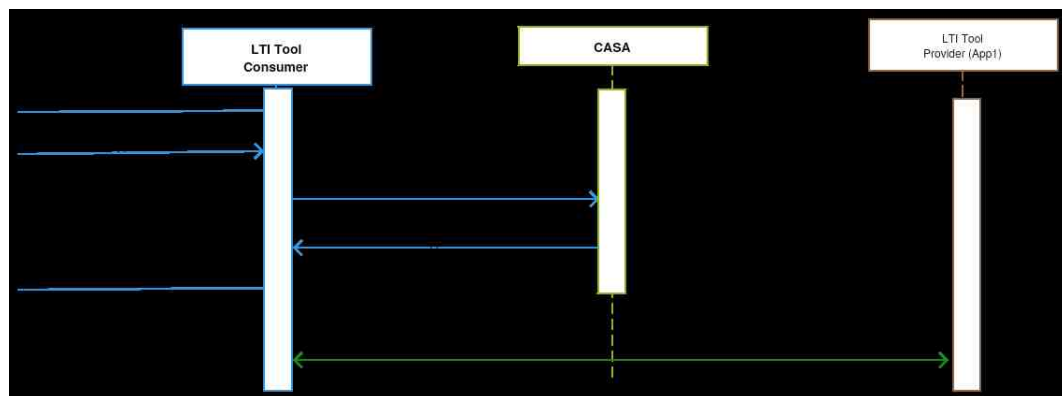 LTI Tool
Consumer
CASA
LTI Tool
Provider (App1)